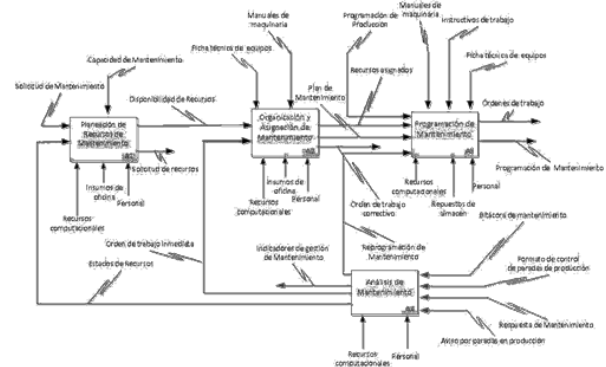 Manuales de
maquinaria
Programación de
Producción
Manuales de
maquinaria
Instructivos de trabajo
Ficha técnica de equipos
Capacidad de Mantenimiento
Ficha técnica de equipos
Recursos asignados
Solicitud de Mantenimiento
Disponibilidad de Recursos
Plan de
Mantenimiento
Órdenes de trabajo
Planeación de
Recursos de
Mantenimiento
Organización y
Asignación de
Mantenimiento
Programación de
Mantenimiento
Solicitud de recursos
Programación de Mantenimiento
Insumos de
oficina
Personal
Recursos
computacionales
Insumos de
oficina
Personal
Recursos
computacionales
Orden de trabajo
correctivo
Recursos
computacionales
Repuestos de
almacén
Personal
Orden de trabajo inmediata
Indicadores de gestión
de Mantenimiento
Reprogramación de
Mantenimiento
Bitácora de mantenimiento
Estados de Recursos
Análisis de
Mantenimiento
Formato de control
de paradas de producción
Respuesta de Mantenimiento
Aviso por paradas en producción
Recursos
computacionales
Personal